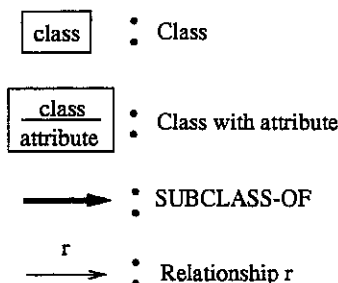 class : Class
class
attribute : Class with attribute
: SUBCLASS-OF
r
: Relationship r